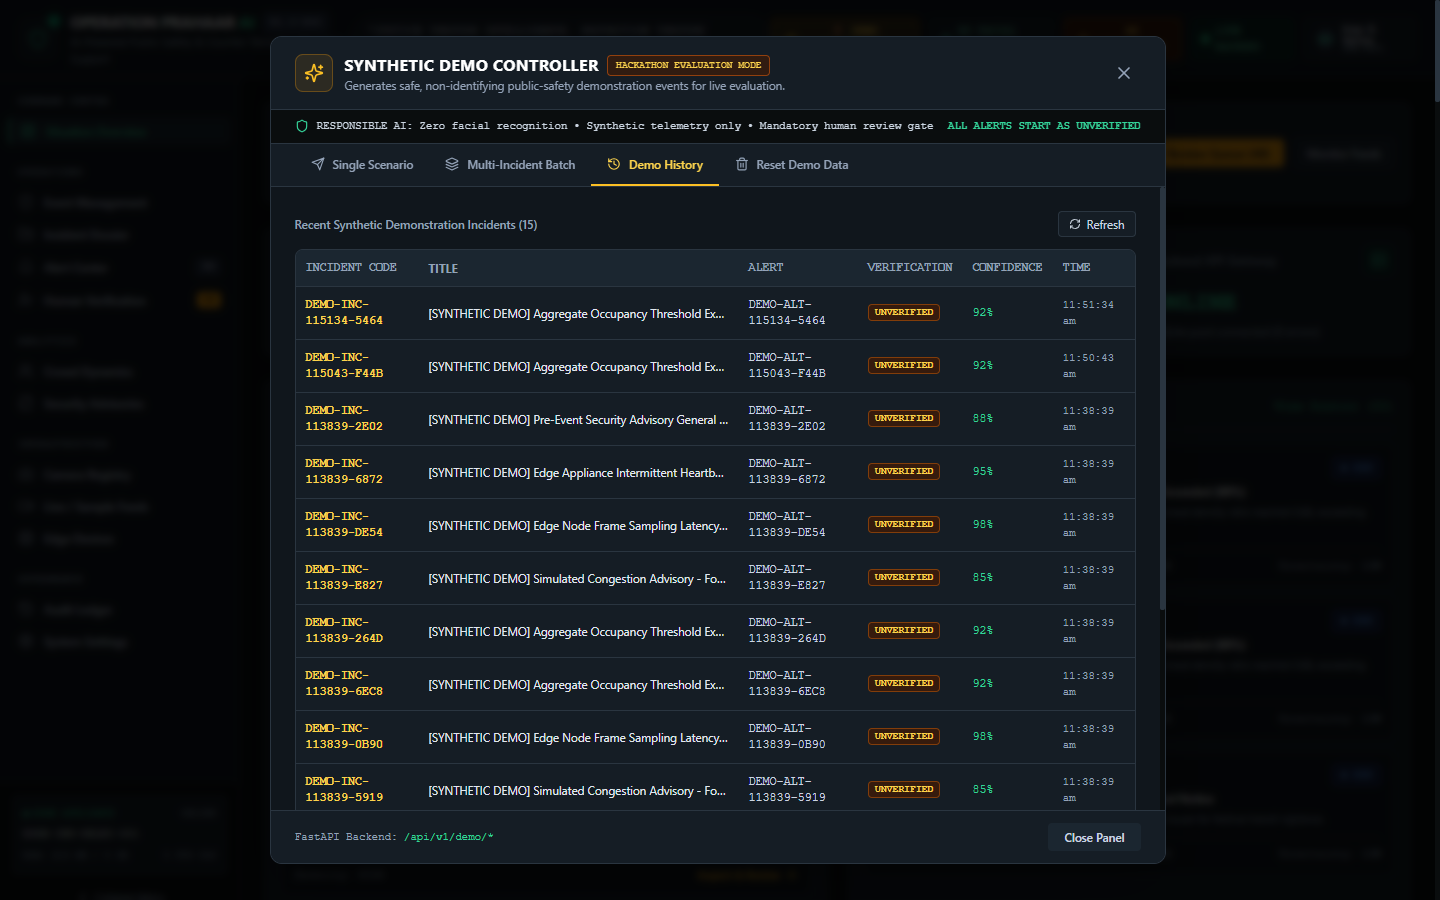 SYNTHETIC DEMO CONTROLLER HACKATHON EVALUATION MODE
Generates safe, non-identifying public-safety demonstration events for live evaluation.
RESPONSIBLE AI: Zero facial recognition • Synthetic telemetry only • Mandatory human review gate ALL ALERTS START AS UNVERIFIED
Single Scenario Multi-Incident Batch Demo History Reset Demo Data
Recent Synthetic Demonstration Incidents (15) Refresh
INCIDENT CODE TITLE ALERT VERIFICATION CONFIDENCE TIME
DEMO-INC-115134-5464 [SYNTHETIC DEMO] Aggregate Occupancy Threshold Ex... DEMO-ALT-115134-5464 UNVERIFIED 92% 11:51:34 am
DEMO-INC-115043-F44B [SYNTHETIC DEMO] Aggregate Occupancy Threshold Ex... DEMO-ALT-115043-F44B UNVERIFIED 92% 11:50:43 am
DEMO-INC-113839-2E02 [SYNTHETIC DEMO] Pre-Event Security Advisory General ... DEMO-ALT-113839-2E02 UNVERIFIED 88% 11:38:39 am
DEMO-INC-113839-6872 [SYNTHETIC DEMO] Edge Appliance Intermittent Heartb... DEMO-ALT-113839-6872 UNVERIFIED 95% 11:38:39 am
DEMO-INC-113839-DE54 [SYNTHETIC DEMO] Edge Node Frame Sampling Latency... DEMO-ALT-113839-DE54 UNVERIFIED 98% 11:38:39 am
DEMO-INC-113839-E827 [SYNTHETIC DEMO] Simulated Congestion Advisory - Fo... DEMO-ALT-113839-E827 UNVERIFIED 85% 11:38:39 am
DEMO-INC-113839-264D [SYNTHETIC DEMO] Aggregate Occupancy Threshold Ex... DEMO-ALT-113839-264D UNVERIFIED 92% 11:38:39 am
DEMO-INC-113839-6EC8 [SYNTHETIC DEMO] Aggregate Occupancy Threshold Ex... DEMO-ALT-113839-6EC8 UNVERIFIED 92% 11:38:39 am
DEMO-INC-113839-0B90 [SYNTHETIC DEMO] Edge Node Frame Sampling Latency... DEMO-ALT-113839-0B90 UNVERIFIED 98% 11:38:39 am
DEMO-INC-113839-5919 [SYNTHETIC DEMO] Simulated Congestion Advisory - Fo... DEMO-ALT-113839-5919 UNVERIFIED 85% 11:38:39 am
FastAPI Backend: /api/v1/demo/* Close Panel